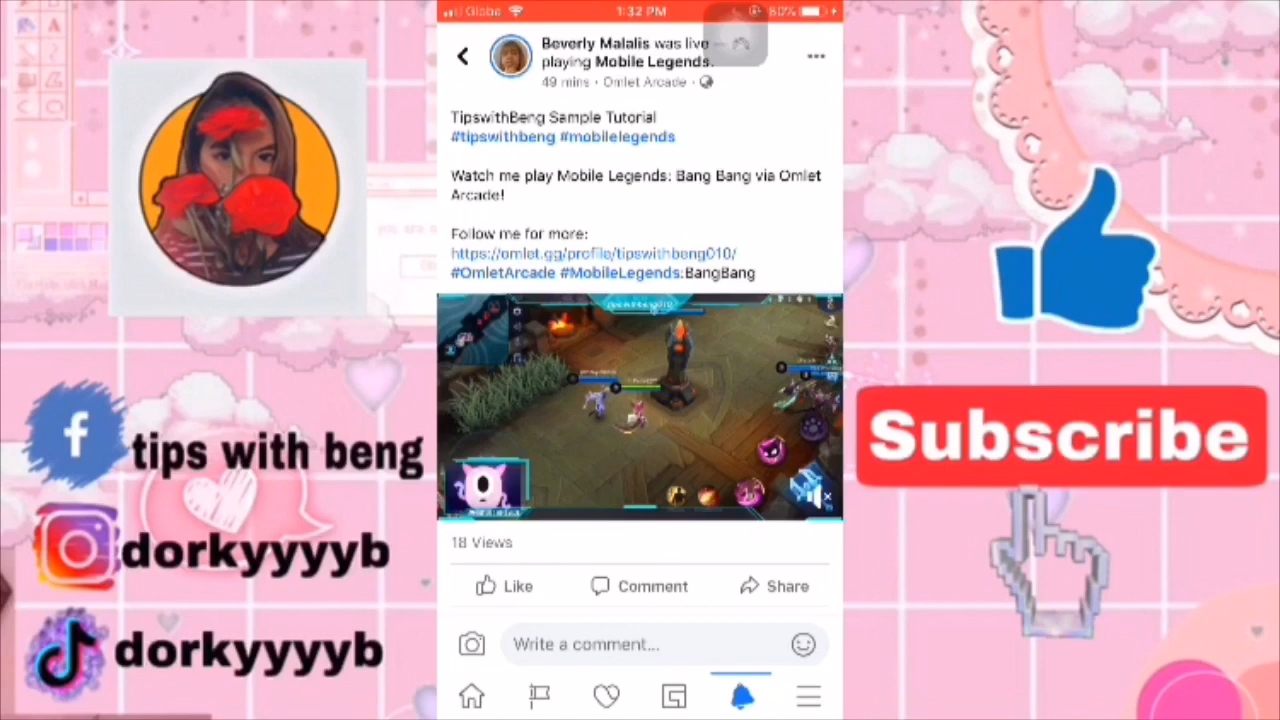 Globe
1:32 PM
80%
Beverly Malalis was live —
playing Mobile Legends.
49 mins · Omlet Arcade ·
TipswithBeng Sample Tutorial
#tipswithbeng #mobilelegends
Watch me play Mobile Legends: Bang Bang via Omlet
Arcade!
Follow me for more:
https://omlet.gg/profile/tipswithbeng010/
#OmletArcade #MobileLegends:BangBang
18 Views
Like
Comment
Share
Write a comment...
tips with beng
dorkyyyyb
dorkyyyyb
Subscribe